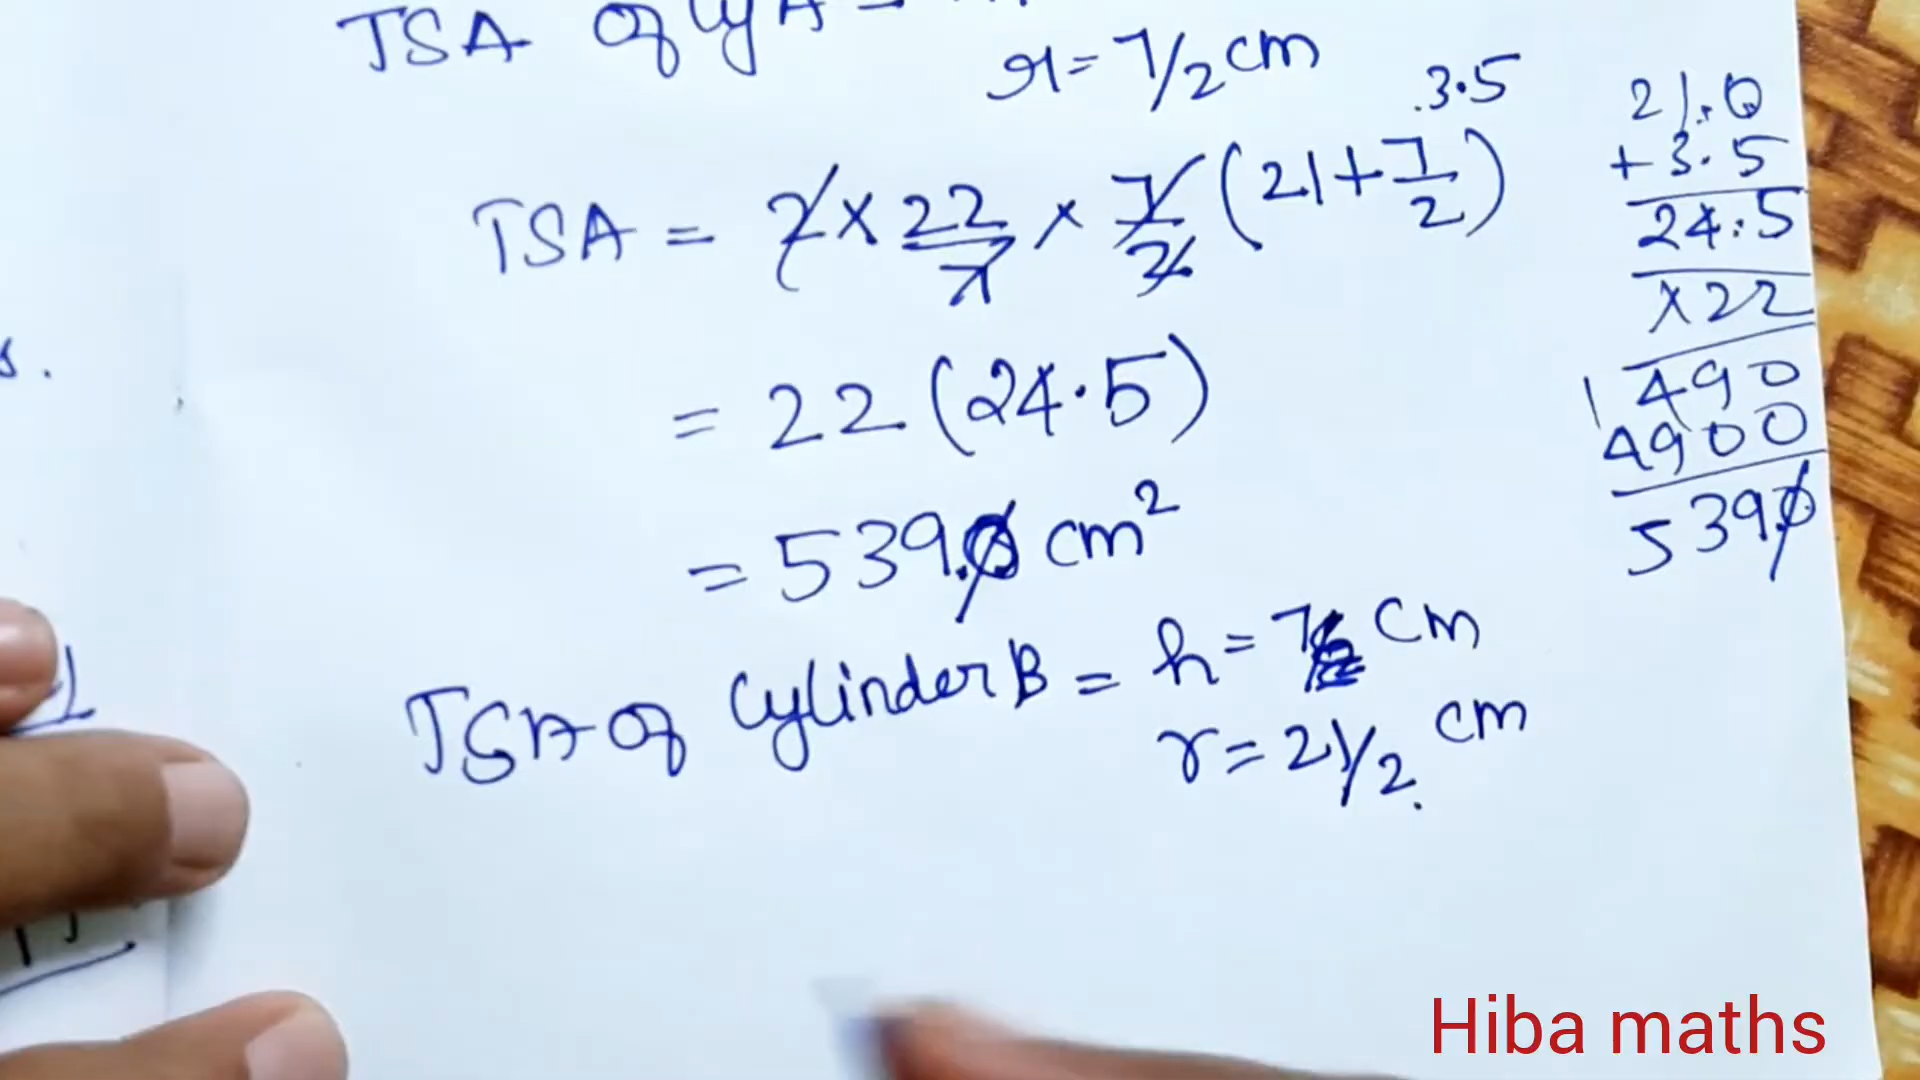 TSA of Cy A =
r = 7/2 cm
3.5
TSA = 2 × 22/7 × 7/2 (21 + 7/2)
= 22 (24.5)
= 539.0 cm²
TSA of Cylinder B = h = 7 cm
r = 21/2 cm
21.0
+ 3.5
24.5
×22
1
490
4900
5390
s.
Hiba maths